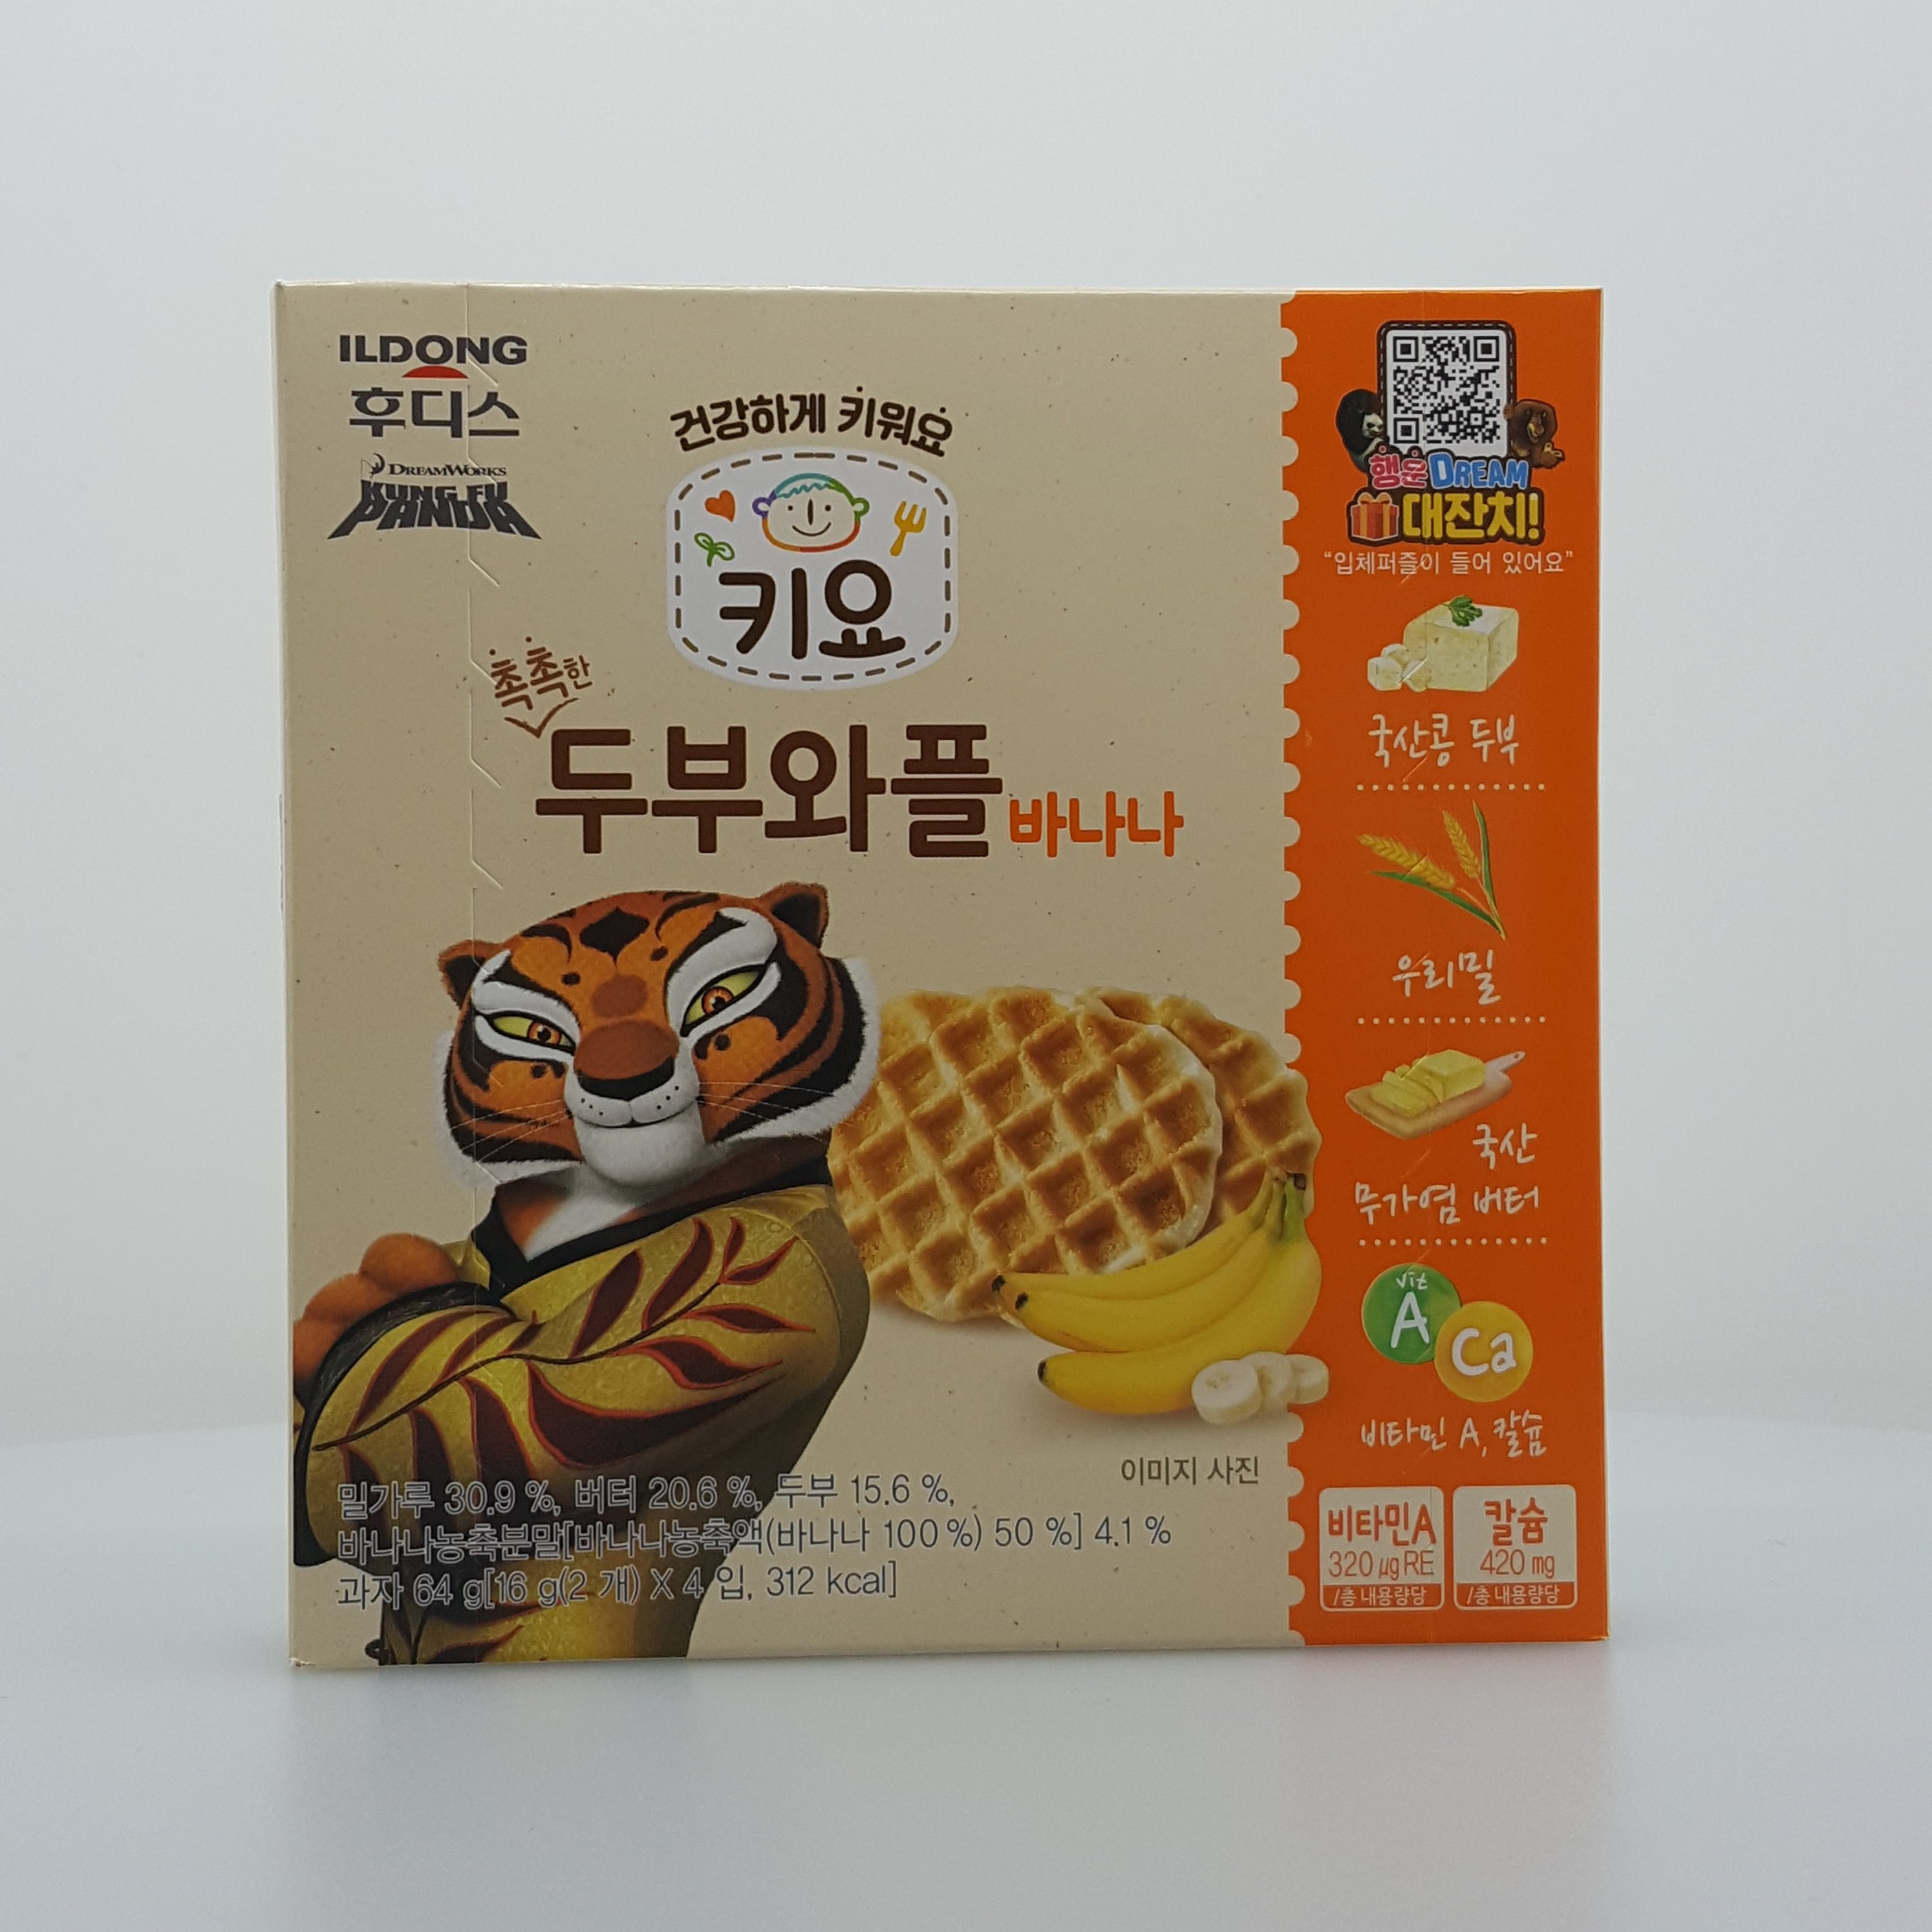 ILDONG
후디스
DREAMWORKS
KUNG FU
PANDA
건강하게 키워요
키요
촉촉한
두부와플 바나나
이미지 사진
밀가루 30.9 %, 버터 20.6 %, 두부 15.6 %,
바나나농축분말[바나나농축액(바나나 100 %) 50 %] 4.1 %
과자 64 g[16 g(2 개) X 4 입, 312 kcal]
행운 DREAM
대잔치!
“입체퍼즐이 들어 있어요”
국산콩 두부
우리밀
국산
무가염 버터
Vit
A
Ca
비타민 A, 칼슘
비타민A
320 µg RE
/총 내용량당
칼슘
420 mg
/총 내용량당